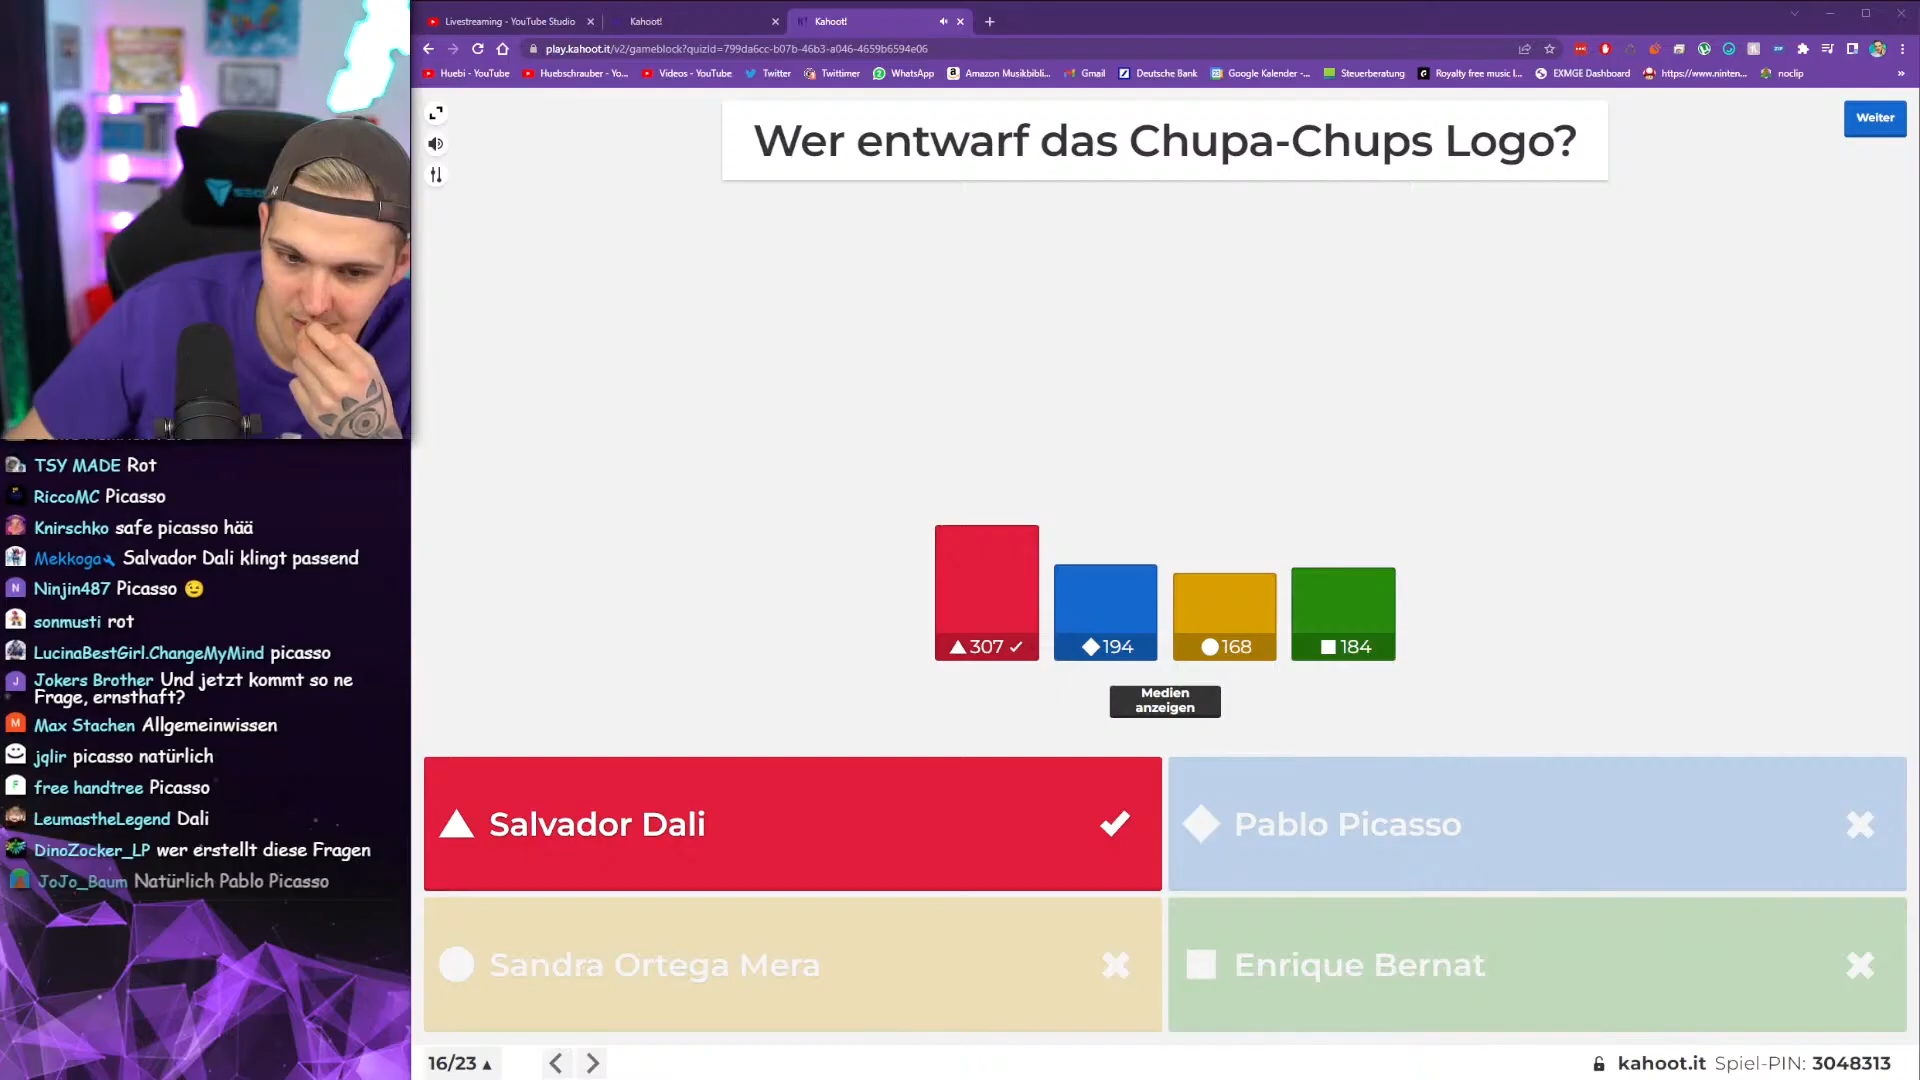 Livestreaming - YouTube Studio
Kahoot!
Kahoot!
play.kahoot.it/v2/gameblock?quizId=799da6cc-b07b-46b3-a046-4659b6594e06
Huebi - YouTube
Huebschrauber - Yo...
Videos - YouTube
Twitter
Twittimer
WhatsApp
Amazon Musikbibli...
Gmail
Deutsche Bank
Google Kalender -...
Steuerberatung
Royalty free music l...
EXMGE Dashboard
https://www.ninten...
noclip
»
Wer entwarf das Chupa-Chups Logo?
Weiter
307
194
168
184
Medien
anzeigen
Salvador Dali
Pablo Picasso
Sandra Ortega Mera
Enrique Bernat
16/23
kahoot.it Spiel-PIN: 3048313
TSY MADE Rot
RiccoMC Picasso
Knirschko safe picasso hää
Mekkoga Salvador Dali klingt passend
Ninjin487 Picasso 😉
sonmusti rot
LucinaBestGirl.ChangeMyMind picasso
Jokers Brother Und jetzt kommt so ne
Frage, ernsthaft?
Max Stachen Allgemeinwissen
jqlir picasso natürlich
free handtree Picasso
LeumastheLegend Dali
DinoZocker_LP wer erstellt diese Fragen
JoJo_Baum Natürlich Pablo Picasso